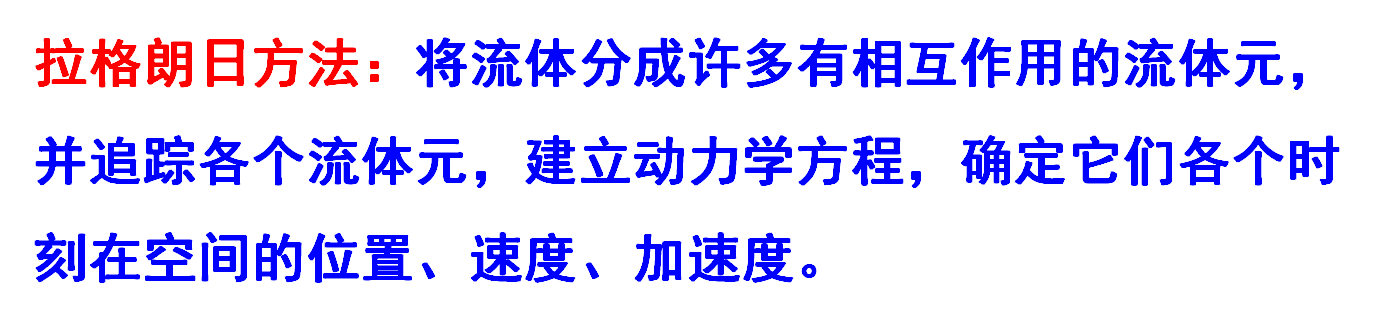 拉格朗日方法：将流体分成许多有相互作用的流体元，
并追踪各个流体元，建立动力学方程，确定它们各个时
刻在空间的位置、速度、加速度。